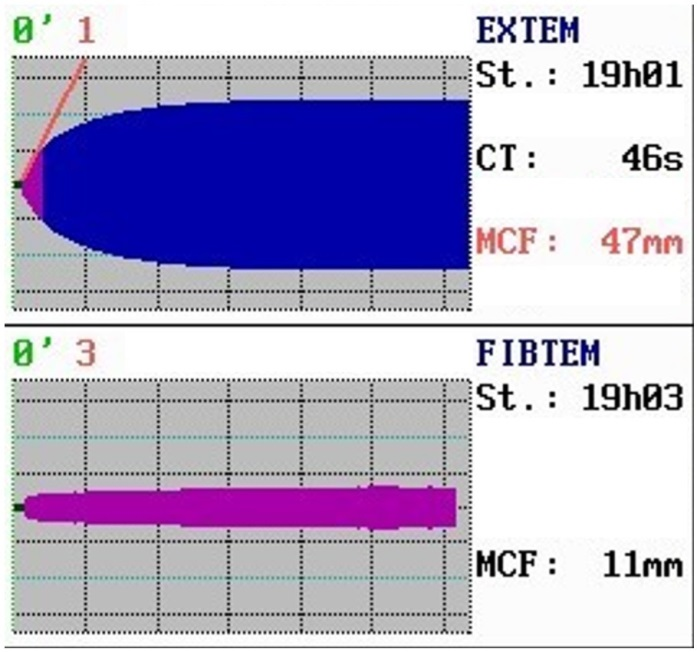 0' 1
EXTEM
St.: 19h01
CT: 46s
MCF: 47mm
0' 3
FIBTEM
St.: 19h03
MCF: 11mm